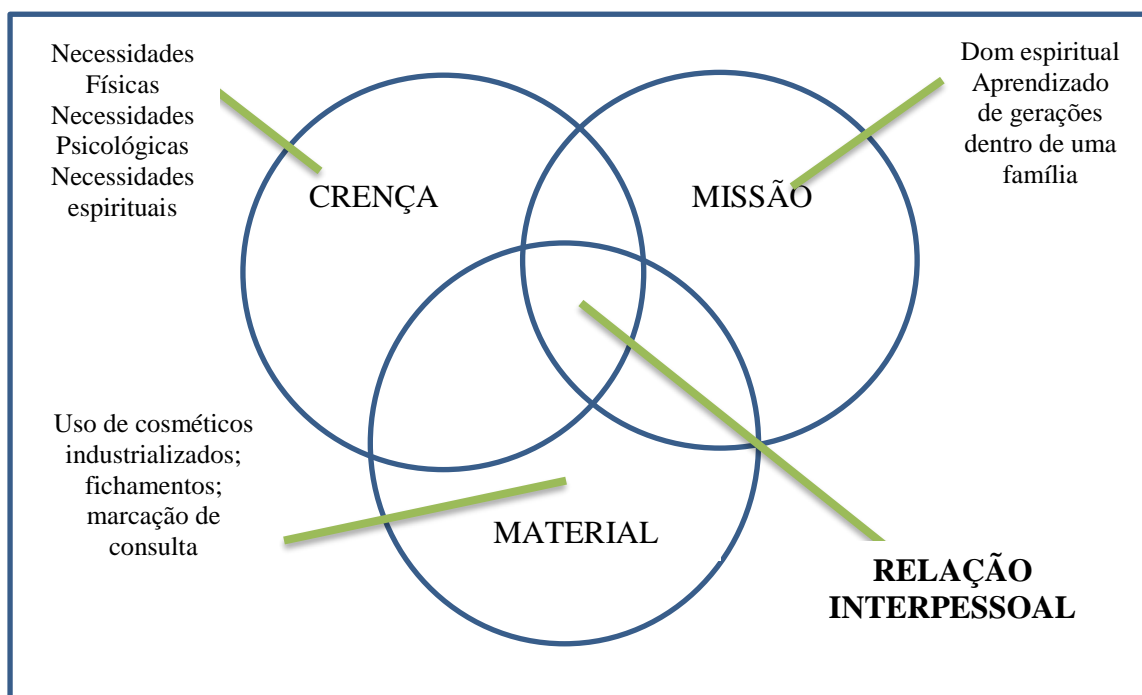 Necessidades
Físicas
Necessidades
Psicológicas
Necessidades
espirituais
Dom espiritual
Aprendizado
de gerações
dentro de uma
família
CRENÇA
MISSÃO
Uso de cosméticos
industrializados;
fichamentos;
marcação de
consulta
MATERIAL
RELAÇÃO
INTERPESSOAL